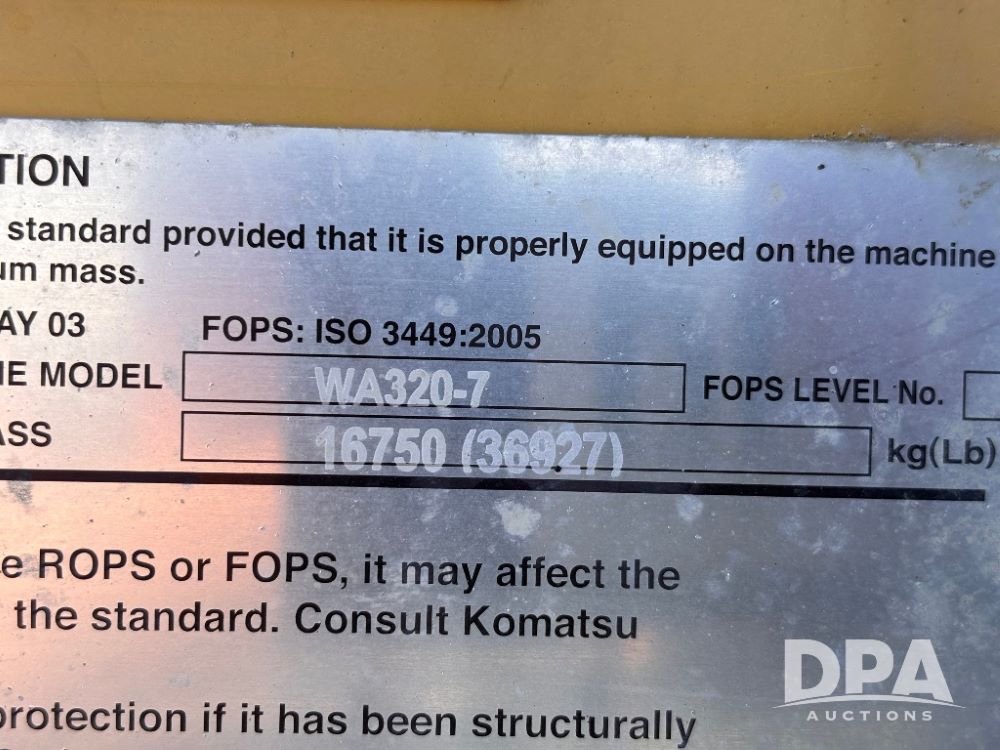 TION
standard provided that it is properly equipped on the machine
um mass.
AY 03 FOPS: ISO 3449:2005
E MODEL WA320-7 FOPS LEVEL No.
ASS 16750 (36927) kg(Lb)
e ROPS or FOPS, it may affect the
the standard. Consult Komatsu
protection if it has been structurally
DPA
AUCTIONS